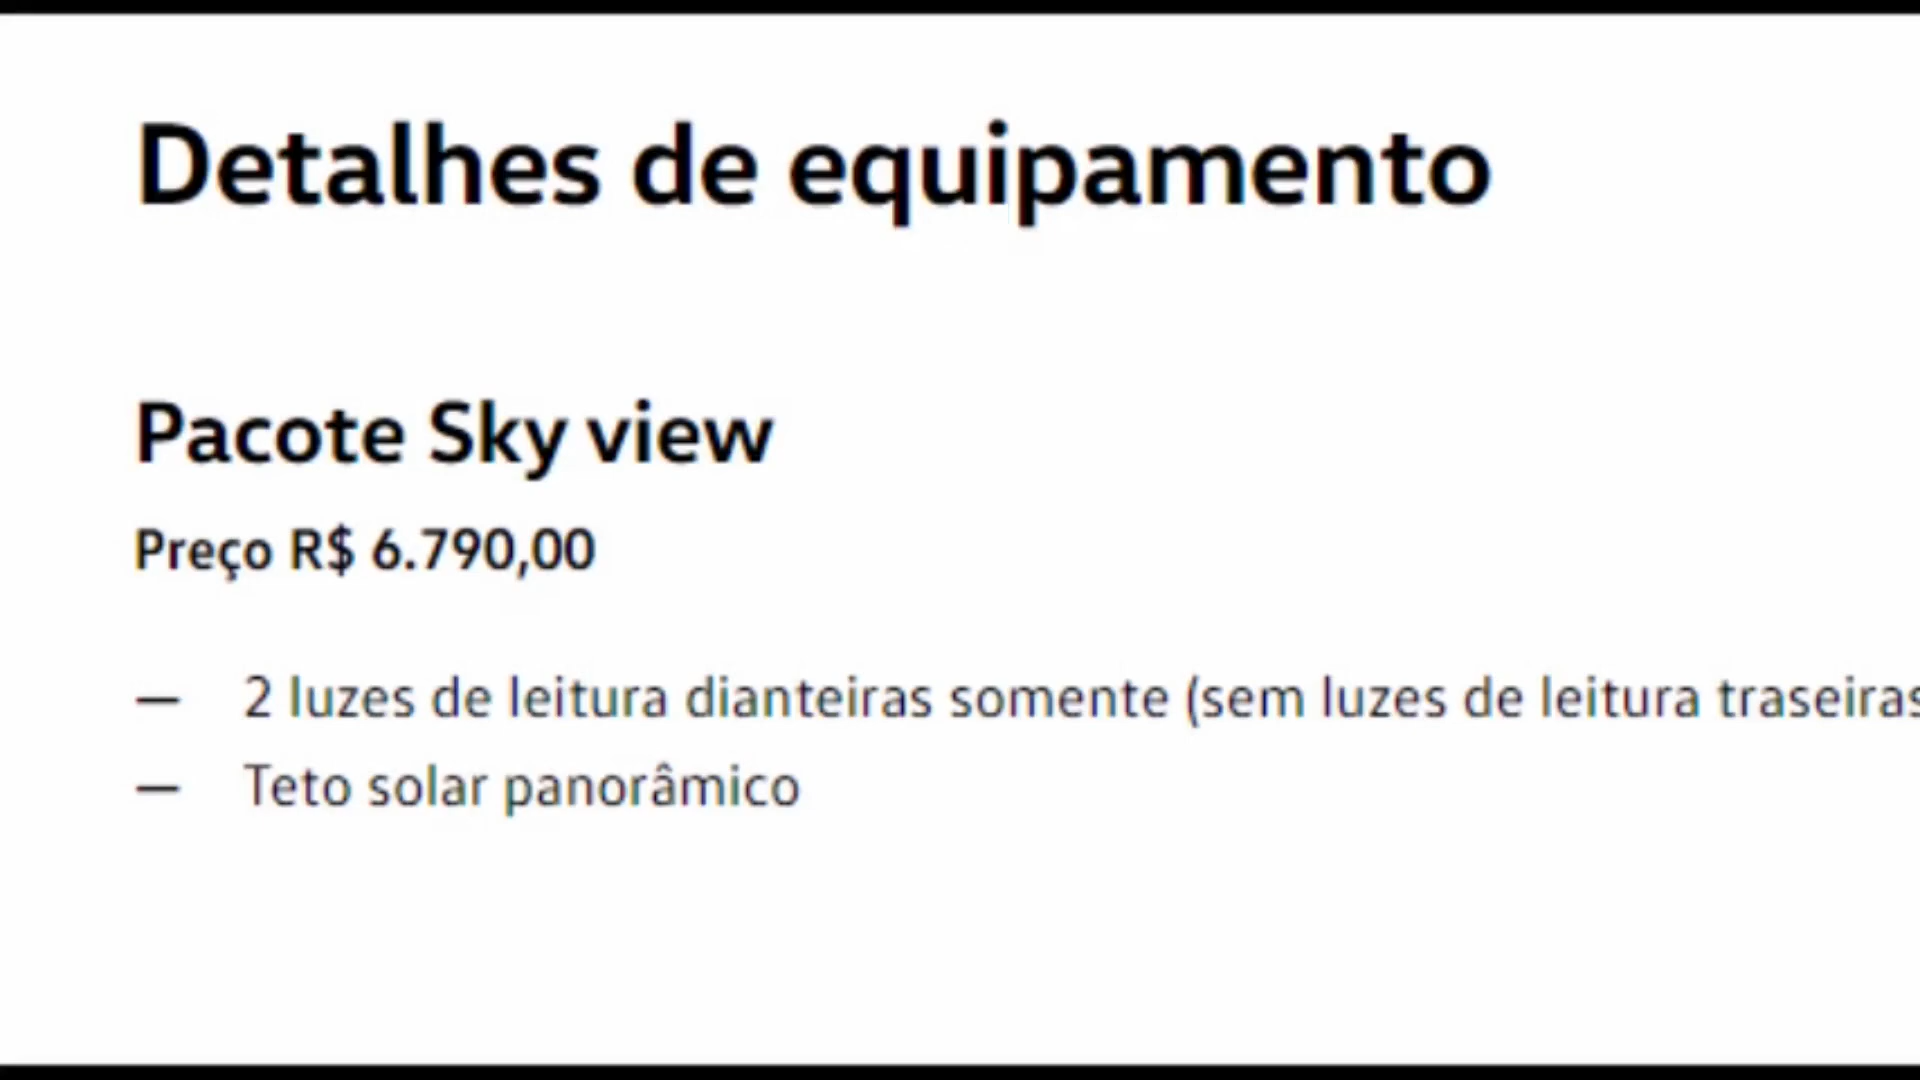 Detalhes de equipamento
Pacote Sky view
Preço R$ 6.790,00
— 2 luzes de leitura dianteiras somente (sem luzes de leitura traseiras
— Teto solar panorâmico